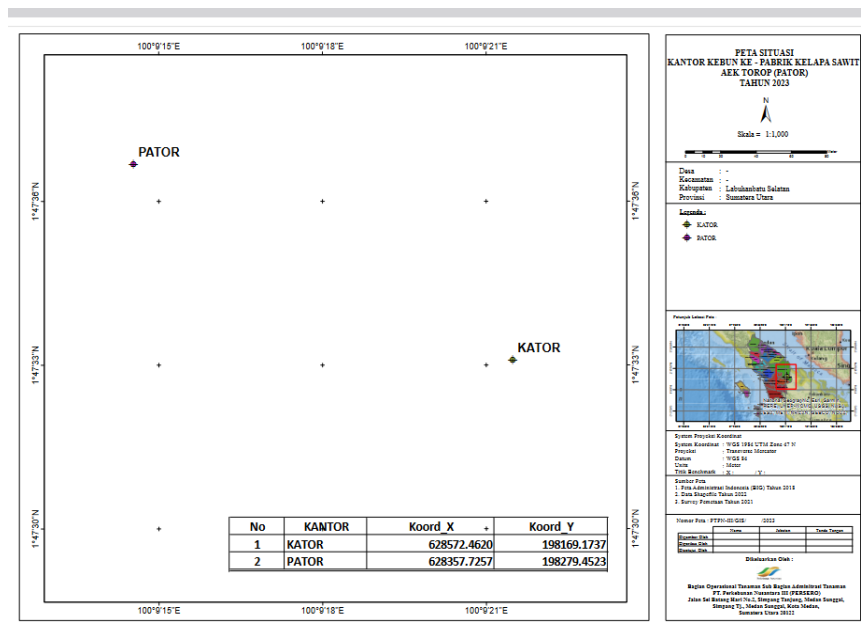 100°9'15"E 100°9'18"E 100°9'21"E
PATOR
1°47'36"N 1°47'36"N
KATOR
1°47'33"N 1°47'33"N
1°47'30"N 1°47'30"N
No KANTOR Koord_X Koord_Y
1 KATOR 628572.4620 198169.1737
2 PATOR 628357.7257 198279.4523
100°9'15"E 100°9'18"E 100°9'21"E
PETA SITUASI
KANTOR KEBUN KE - PABRIK KELAPA SAWIT
AEK TOROP (PATOR)
TAHUN 2023
N
Skala = 1:1,000
Desa : -
Kecamatan : -
Kabupaten : Labuhanbatu Selatan
Provinsi : Sumatera Utara
Legenda :
KATOR
PATOR
Petunjuk Lokasi Peta :
System Proyeksi Koordinat
System Koordinat : WGS 1984 UTM Zone 47 N
Proyeksi : Transverse Mercator
Datum : WGS 84
Units : Meter
Titik Benchmark : X : : Y :
Sumber Peta
1. Peta Administrasi Indonesia (BIG) Tahun 2018
2. Data Shapefile Tahun 2022
3. Survey Pemetaan Tahun 2021
Nomor Peta : PTPN-III/GIS/ /2023
Nama Jabatan Tanda Tangan
Dikeluarkan Oleh :
Bagian Operasional Tanaman Sub Bagian Administrasi Tanaman
PT. Perkebunan Nusantara III (PERSERO)
Jalan Sei Batang Hari No.2, Simpang Tanjung, Medan Sunggal,
Simpang Tj., Medan Sunggal, Kota Medan,
Sumatera Utara 20122